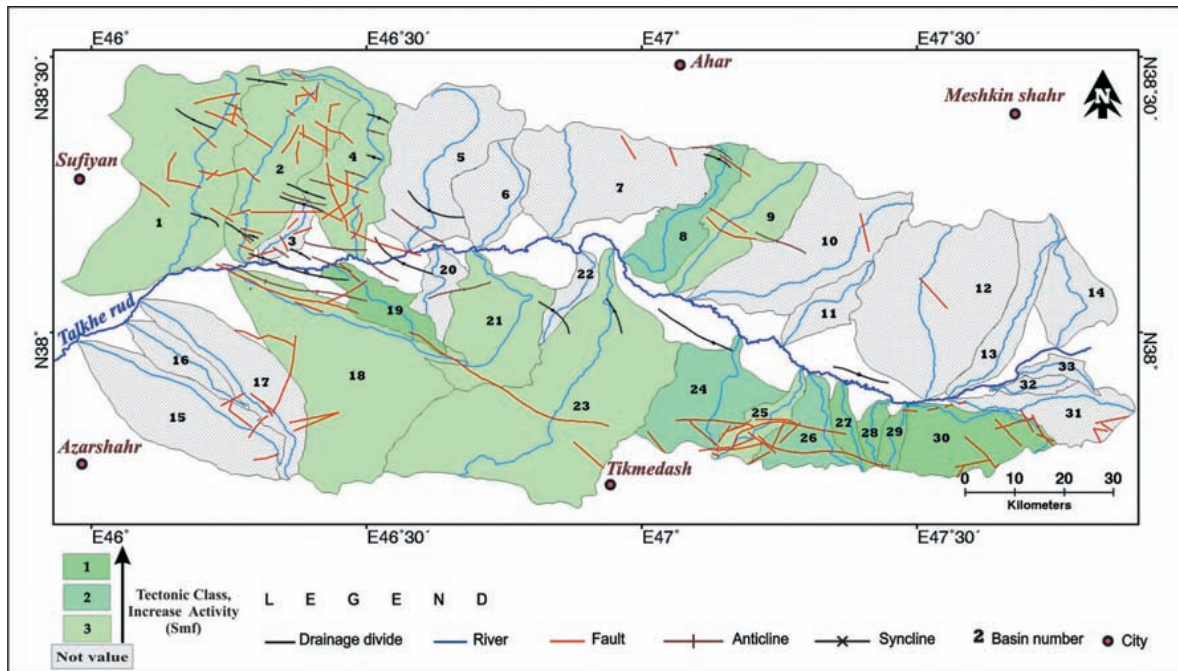 E46° E46°30´ E47° E47°30´
Ahar
N38°30´ N38°30´
Meshkin shahr
N
Sufiyan
1 2 3 4 5 6 7 8 9 10
11 12 13 14
Talkhe rud
15 16 17 18 19 20 21 22 23
24 25 26 27 28 29 30 31 32 33
N38° N38°
Azarshahr
Tikmedash
0 10 20 30
Kilometers
E46° E46°30´ E47° E47°30´
1
2
3
Not value
Tectonic Class,
Increase Activity
(Smf)
L E G E N D
Drainage divide River Fault Anticline Syncline 2 Basin number City